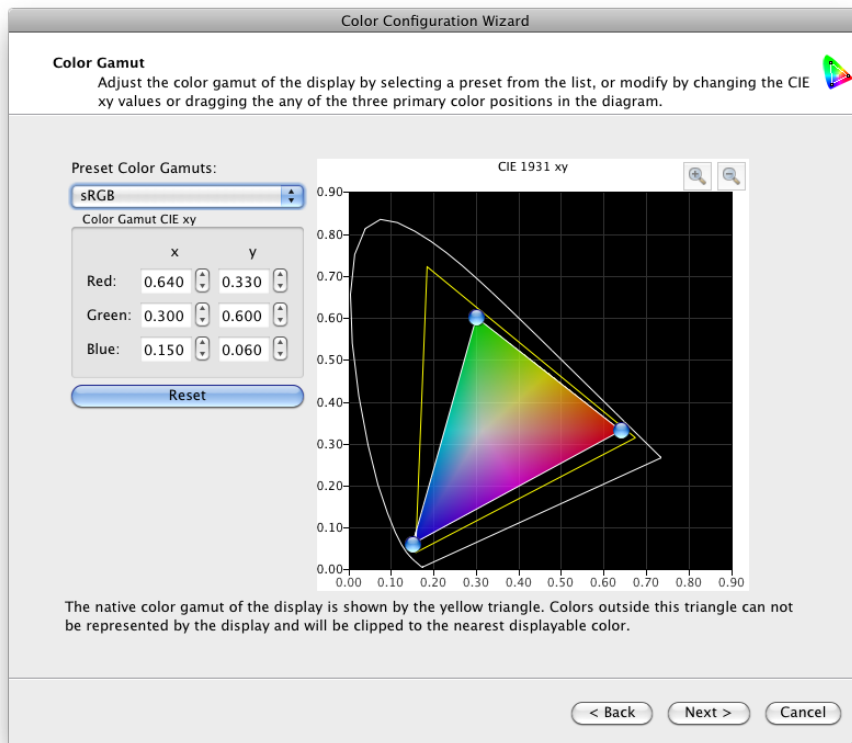 Color Configuration Wizard
Color Gamut
Adjust the color gamut of the display by selecting a preset from the list, or modify by changing the CIE
xy values or dragging the any of the three primary color positions in the diagram.
Preset Color Gamuts:
sRGB
Color Gamut CIE xy
x y
Red: 0.640 0.330
Green: 0.300 0.600
Blue: 0.150 0.060
Reset
CIE 1931 xy
0.90
0.80
0.70
0.60
0.50
0.40
0.30
0.20
0.10
0.00
0.00 0.10 0.20 0.30 0.40 0.50 0.60 0.70 0.80 0.90
The native color gamut of the display is shown by the yellow triangle. Colors outside this triangle can not
be represented by the display and will be clipped to the nearest displayable color.
< Back Next > Cancel